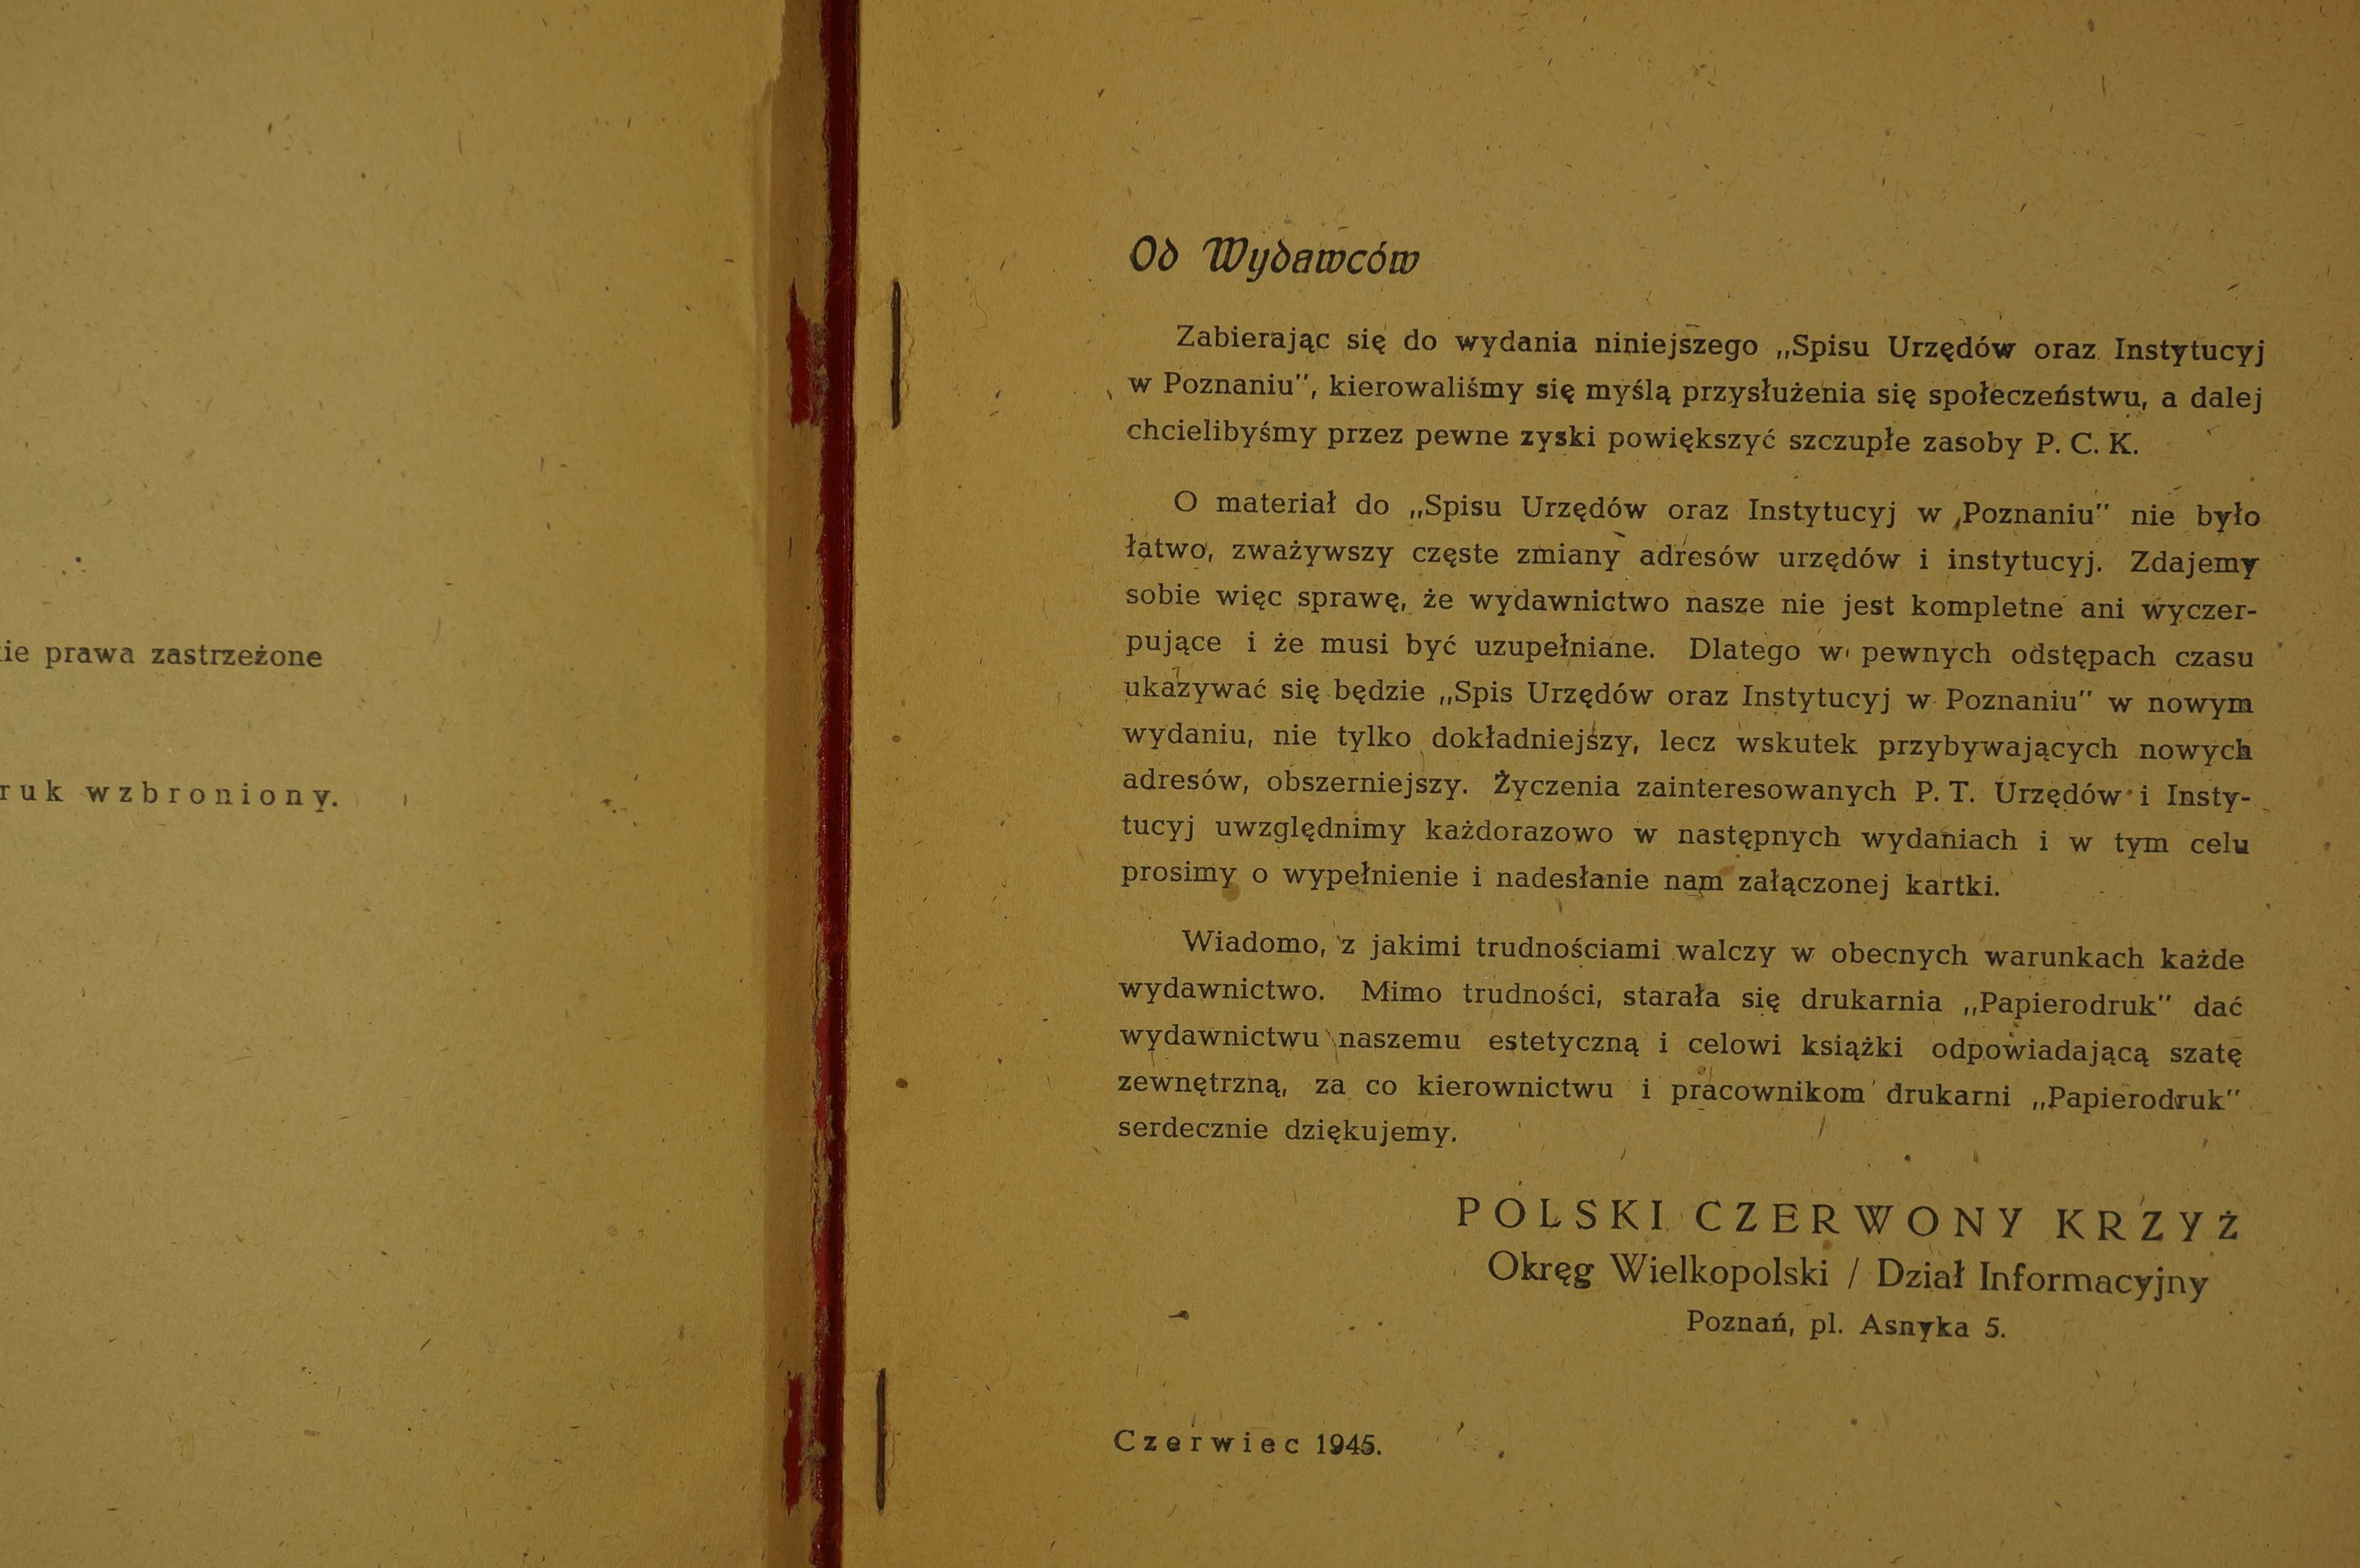 ie prawa zastrzeżone
ruk wzbroniony.
Od Wydawców
Zabierając się do wydania niniejszego „Spisu Urzędów oraz Instytucyj
w Poznaniu", kierowaliśmy się myślą przysłużenia się społeczeństwu, a dalej
chcielibyśmy przez pewne zyski powiększyć szczupłe zasoby P. C. K.
O materiał do „Spisu Urzędów oraz Instytucyj w Poznaniu" nie było
łatwo, zważywszy częste zmiany adresów urzędów i instytucyj. Zdajemy
sobie więc sprawę, że wydawnictwo nasze nie jest kompletne ani wyczer-
pujące i że musi być uzupełniane. Dlatego w pewnych odstępach czasu
ukazywać się będzie „Spis Urzędów oraz Instytucyj w Poznaniu" w nowym
wydaniu, nie tylko dokładniejszy, lecz wskutek przybywających nowych
adresów, obszerniejszy. Życzenia zainteresowanych P. T. Urzędów i Insty-
tucyj uwzględnimy każdorazowo w następnych wydaniach i w tym celu
prosimy o wypełnienie i nadesłanie nam załączonej kartki.
Wiadomo, z jakimi trudnościami walczy w obecnych warunkach każde
wydawnictwo. Mimo trudności, starała się drukarnia „Papierodruk" dać
wydawnictwu naszemu estetyczną i celowi książki odpowiadającą szatę
zewnętrzną, za co kierownictwu i pracownikom drukarni „Papierodruk"
serdecznie dziękujemy.
POLSKI CZERWONY KRZYŻ
Okręg Wielkopolski / Dział Informacyjny
Poznań, pl. Asnyka 5.
Czerwiec 1945.